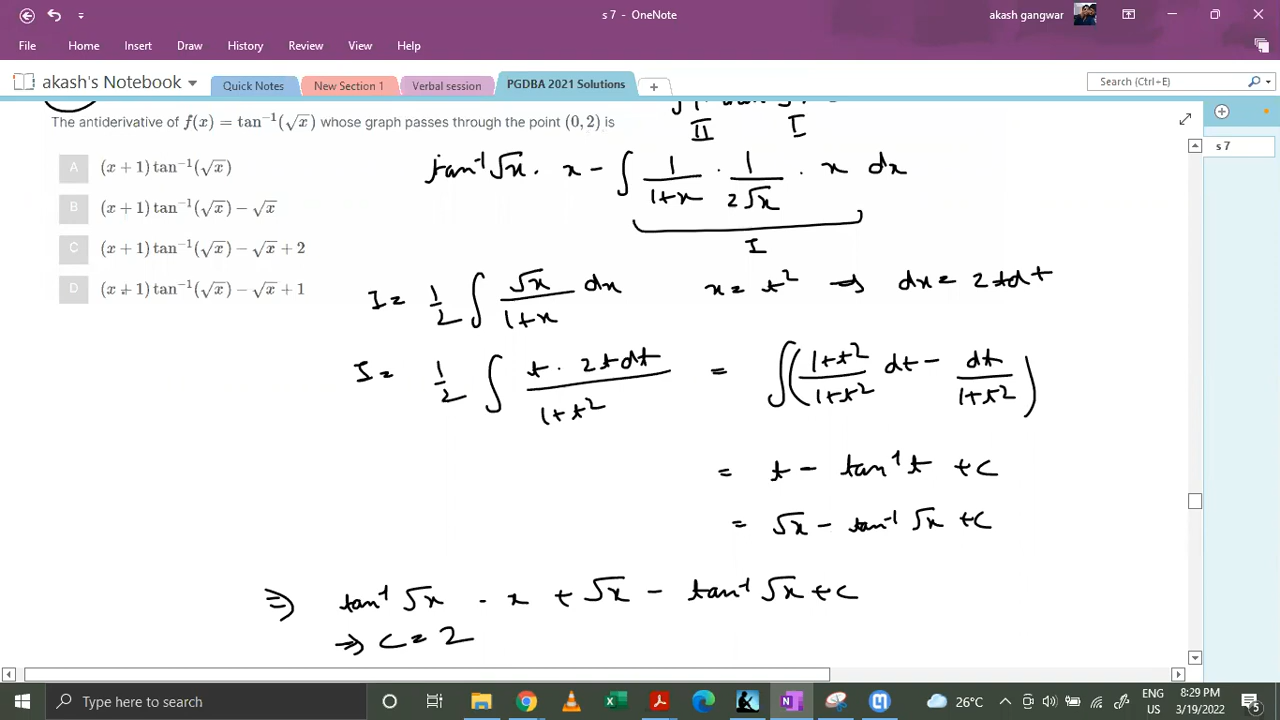 s 7 - OneNote
akash gangwar
File Home Insert Draw History Review View Help
akash's Notebook
Quick Notes
New Section 1
Verbal session
PGDBA 2021 Solutions
Search (Ctrl+E)
s 7
The antiderivative of f(x) = tan⁻¹(√x) whose graph passes through the point (0, 2) is
A (x + 1) tan⁻¹(√x)
B (x + 1) tan⁻¹(√x) − √x
C (x + 1) tan⁻¹(√x) − √x + 2
D (x + 1) tan⁻¹(√x) − √x + 1
II I
tan⁻¹ √x · x − ∫ 1/(1+x) · 1/(2√x) · x dx
I
I = 1/2 ∫ √x/(1+x) dx x = t² ⇒ dx = 2tdt
I = 1/2 ∫ t · 2tdt/(1+t²) = ∫((1+t²)/(1+t²) dt − dt/(1+t²))
= t − tan⁻¹ t + c
= √x − tan⁻¹ √x + c
⇒ tan⁻¹ √x · x + √x − tan⁻¹ √x + c
⇒ c = 2
Type here to search
26°C
ENG
US
8:29 PM
3/19/2022
5